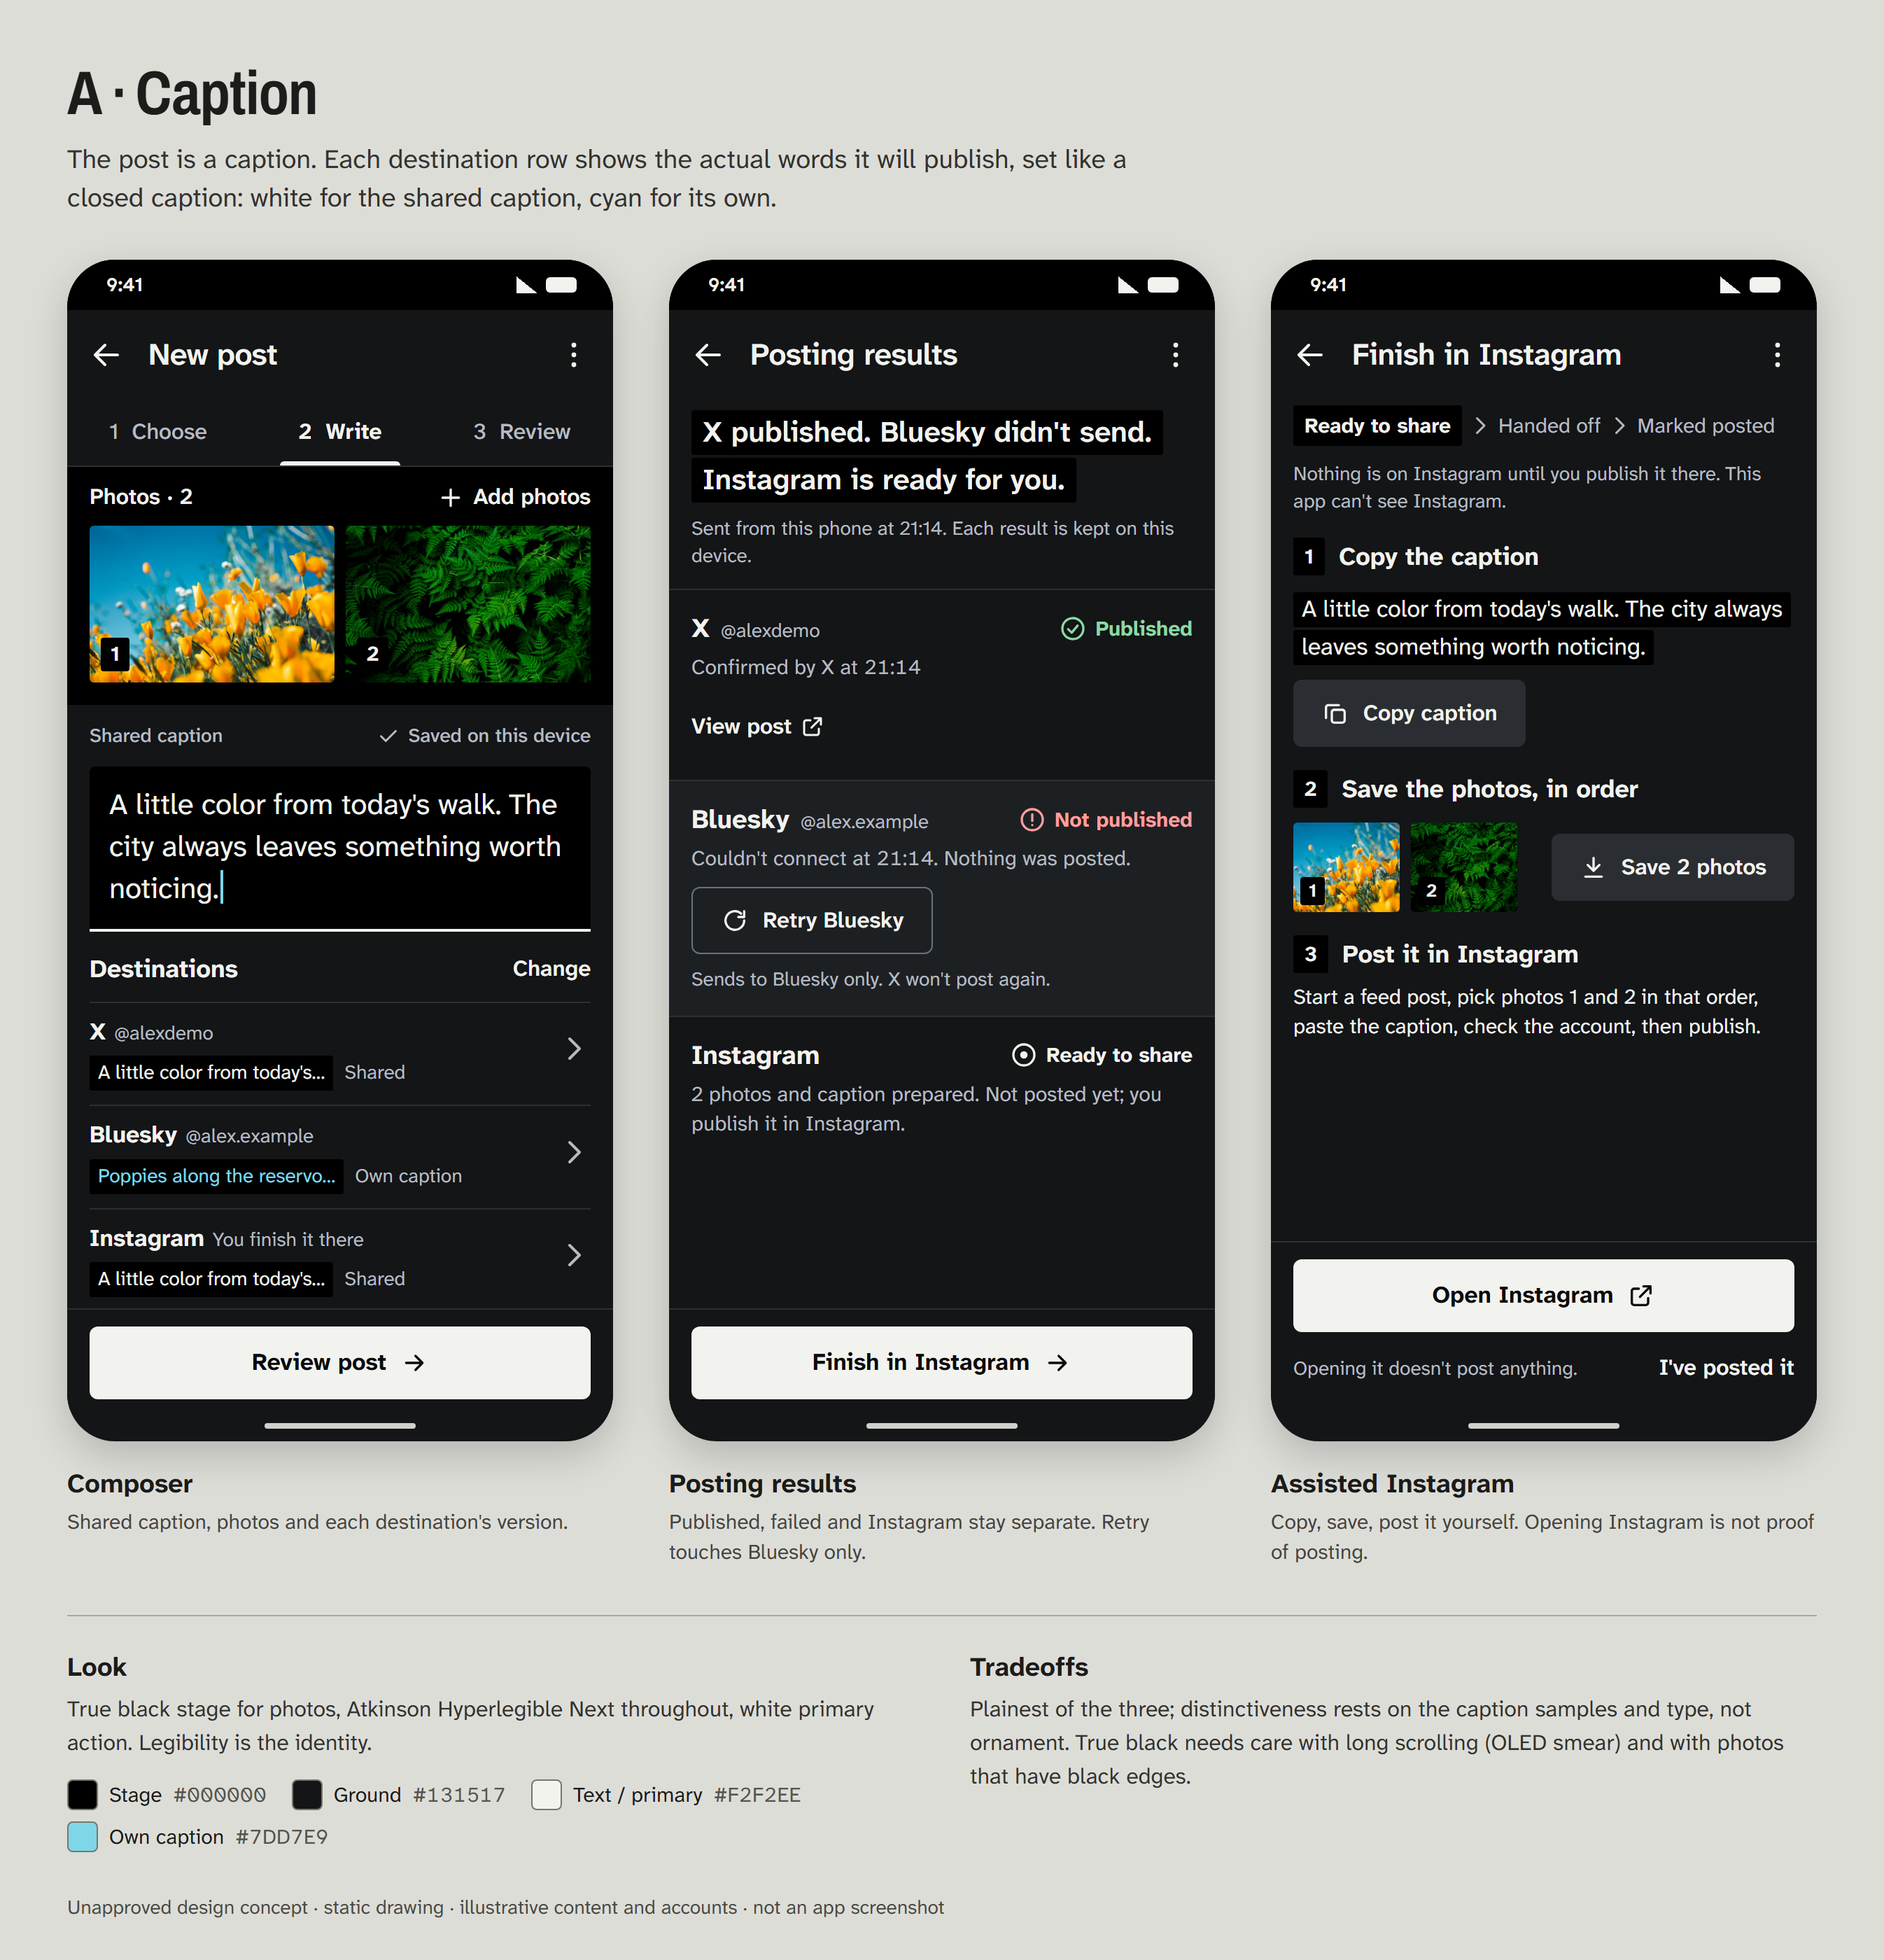 A · Caption
The post is a caption. Each destination row shows the actual words it will publish, set like a
closed caption: white for the shared caption, cyan for its own.
9:41
New post
1 Choose
2 Write
3 Review
Photos · 2
Add photos
1
2
Shared caption
Saved on this device
A little color from today's walk. The
city always leaves something worth
noticing.
Destinations
Change
X @alexdemo
A little color from today's... Shared
Bluesky @alex.example
Poppies along the reservo... Own caption
Instagram You finish it there
A little color from today's... Shared
Review post
9:41
Posting results
X published. Bluesky didn't send.
Instagram is ready for you.
Sent from this phone at 21:14. Each result is kept on this
device.
X @alexdemo
Published
Confirmed by X at 21:14
View post
Bluesky @alex.example
Not published
Couldn't connect at 21:14. Nothing was posted.
Retry Bluesky
Sends to Bluesky only. X won't post again.
Instagram
Ready to share
2 photos and caption prepared. Not posted yet; you
publish it in Instagram.
Finish in Instagram
9:41
Finish in Instagram
Ready to share
Handed off
Marked posted
Nothing is on Instagram until you publish it there. This
app can't see Instagram.
1 Copy the caption
A little color from today's walk. The city always
leaves something worth noticing.
Copy caption
2 Save the photos, in order
1
2
Save 2 photos
3 Post it in Instagram
Start a feed post, pick photos 1 and 2 in that order,
paste the caption, check the account, then publish.
Open Instagram
Opening it doesn't post anything.
I've posted it
Composer
Shared caption, photos and each destination's version.
Posting results
Published, failed and Instagram stay separate. Retry
touches Bluesky only.
Assisted Instagram
Copy, save, post it yourself. Opening Instagram is not proof
of posting.
Look
True black stage for photos, Atkinson Hyperlegible Next throughout, white primary
action. Legibility is the identity.
Stage #000000
Ground #131517
Text / primary #F2F2EE
Own caption #7DD7E9
Tradeoffs
Plainest of the three; distinctiveness rests on the caption samples and type, not
ornament. True black needs care with long scrolling (OLED smear) and with photos
that have black edges.
Unapproved design concept · static drawing · illustrative content and accounts · not an app screenshot